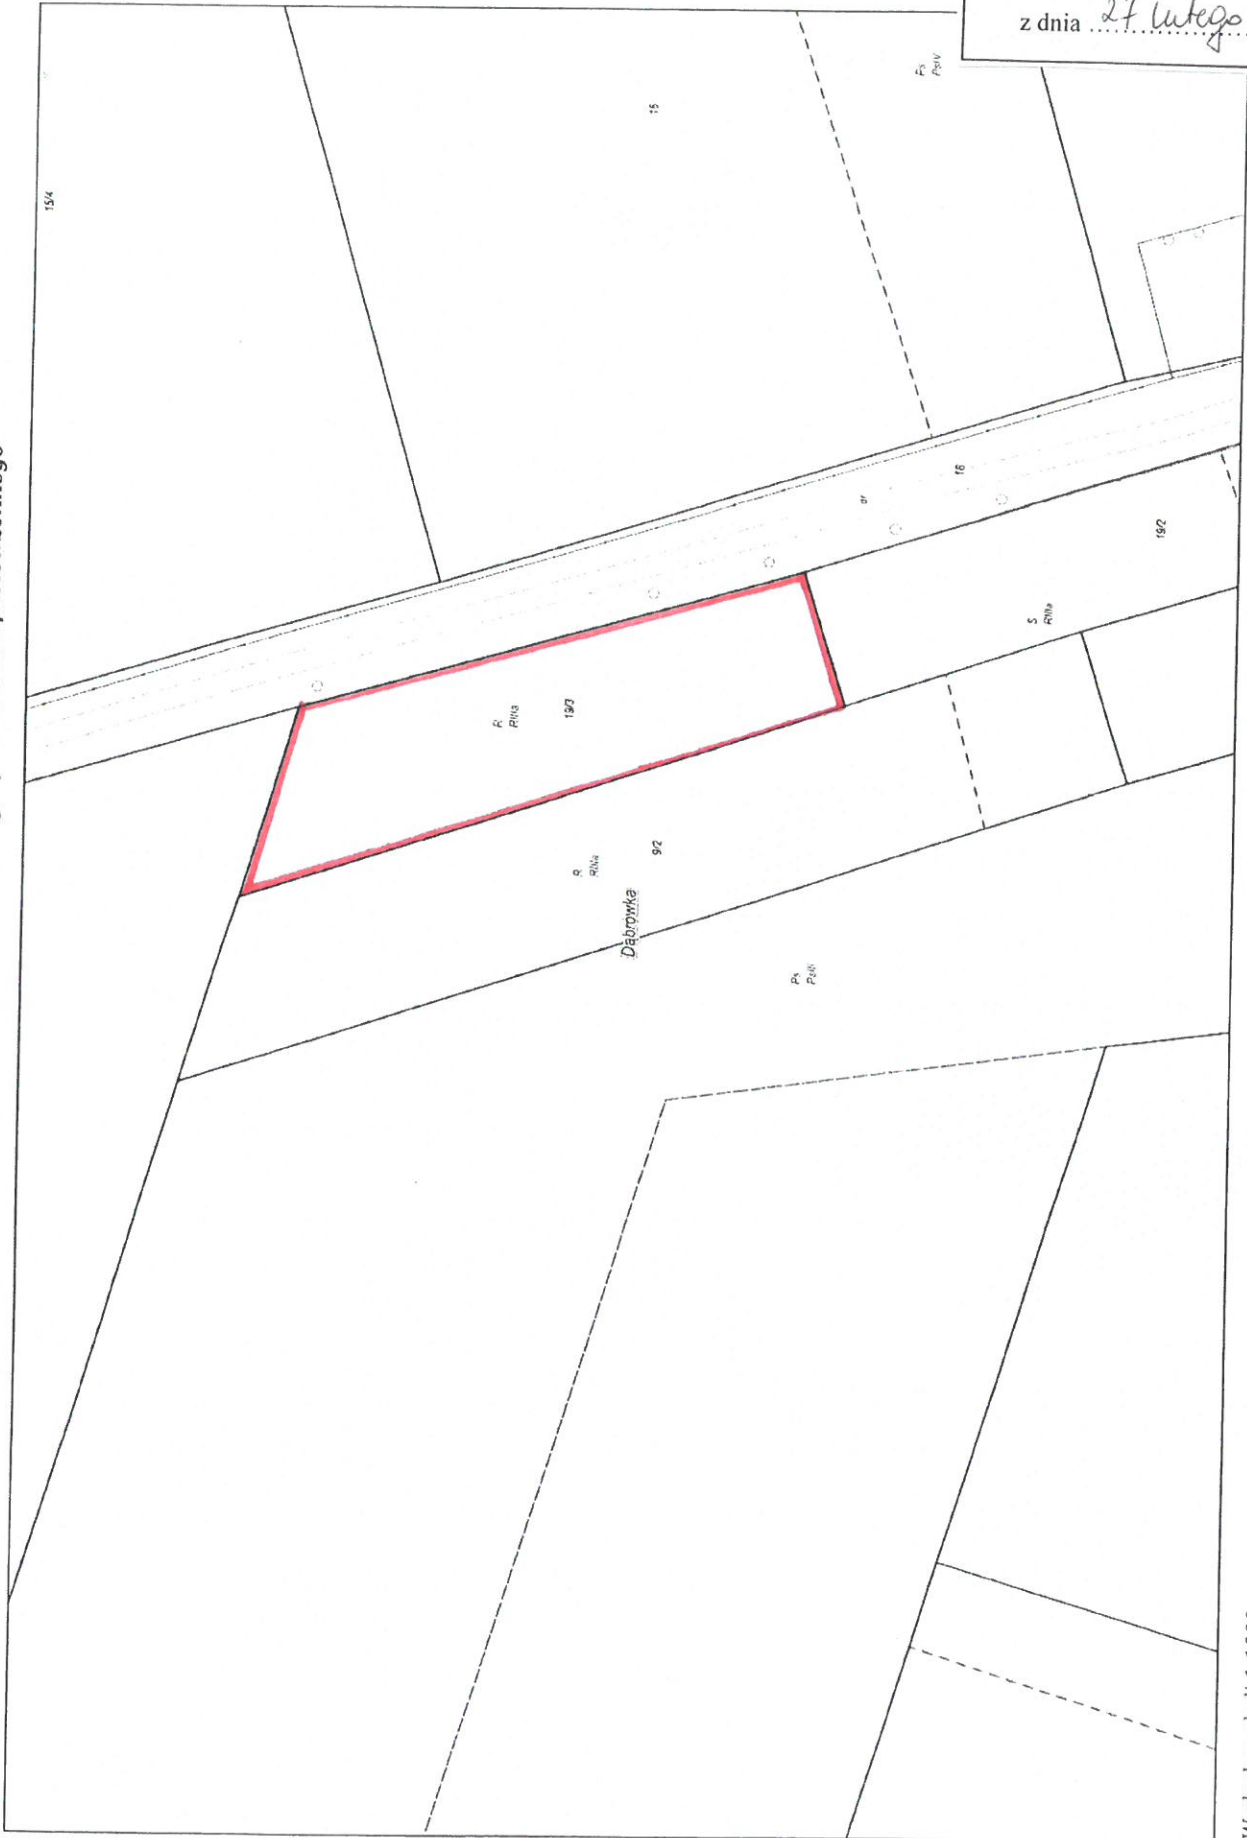 z dnia 27 lutego
15/4
15
Ps
PsIV
dr
18
19/2
S
RIIIa
R
RIIIa
19/3
R
RIIIa
9/2
Dąbrówka
Ps
PsIV